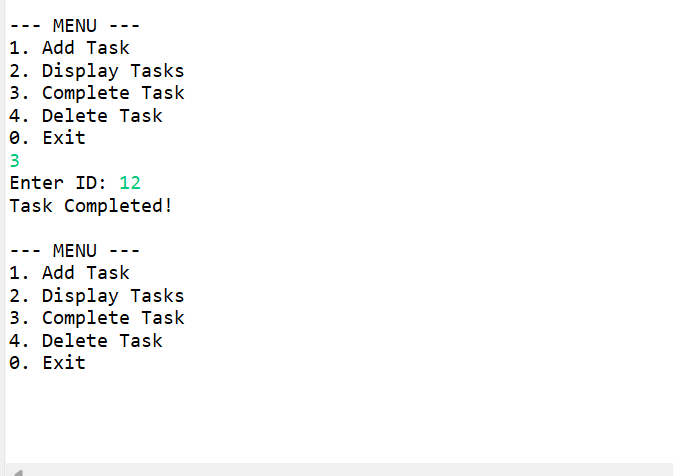 --- MENU ---
1. Add Task
2. Display Tasks
3. Complete Task
4. Delete Task
0. Exit
3
Enter ID: 12
Task Completed!

--- MENU ---
1. Add Task
2. Display Tasks
3. Complete Task
4. Delete Task
0. Exit